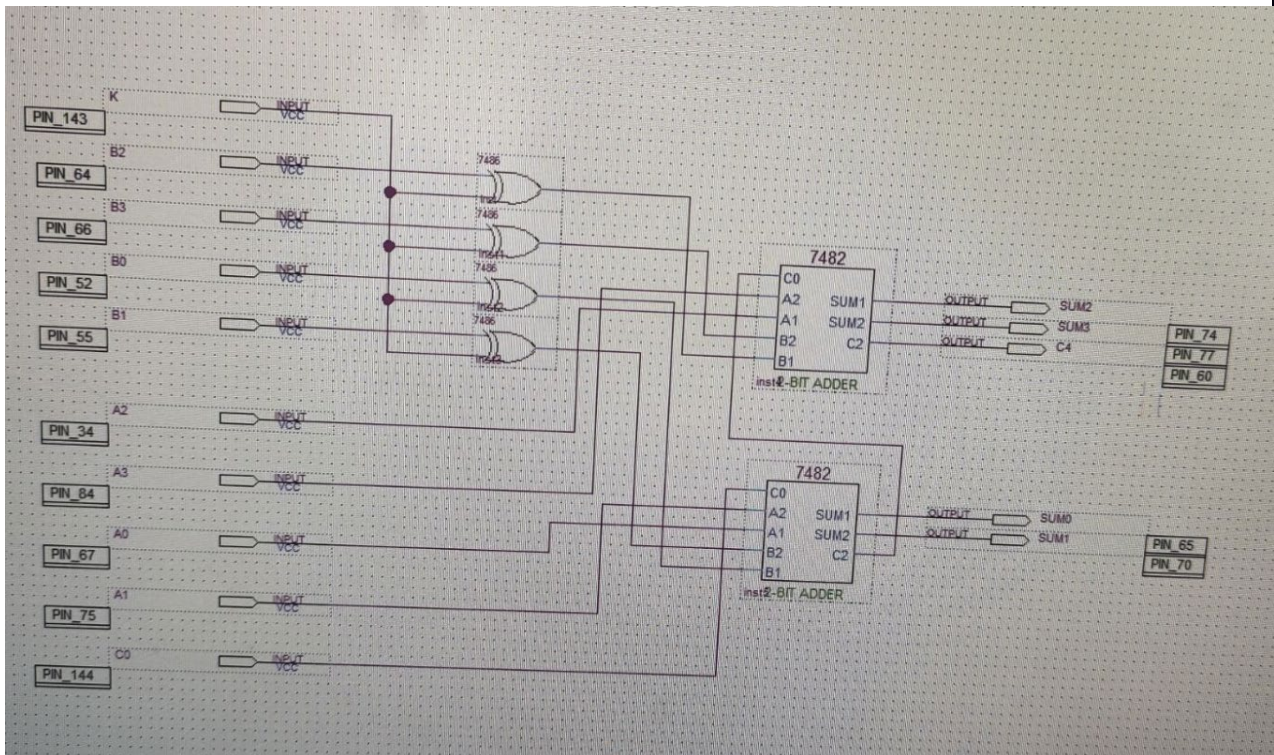 K
INPUT
VCC
PIN_143
B2
INPUT
VCC
PIN_64
7486
B3
INPUT
VCC
PIN_66
7486
inst1
B0
INPUT
VCC
PIN_52
7486
inst2
B1
INPUT
VCC
PIN_55
7486
inst3
7482
C0
A2
A1
B2
B1
SUM1
SUM2
C2
2-BIT ADDER
OUTPUT
SUM2
OUTPUT
SUM3
OUTPUT
C4
PIN_74
PIN_77
PIN_60
A2
INPUT
VCC
PIN_34
A3
INPUT
VCC
PIN_84
A0
INPUT
VCC
PIN_67
A1
INPUT
VCC
PIN_75
C0
INPUT
VCC
PIN_144
7482
C0
A2
A1
B2
B1
SUM1
SUM2
C2
2-BIT ADDER
OUTPUT
SUM0
OUTPUT
SUM1
PIN_65
PIN_70